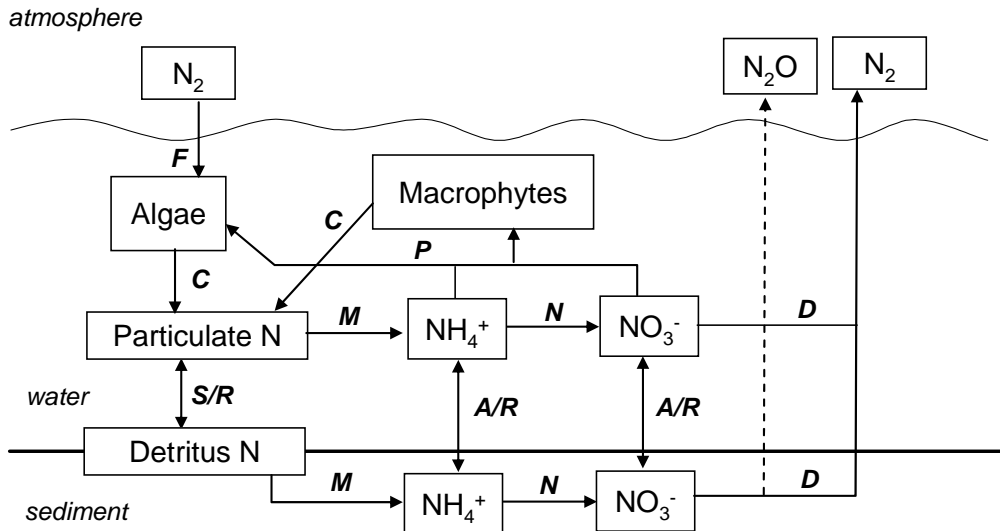 atmosphere
N₂
N₂O
N₂
F
Algae
Macrophytes
C
P
C
Particulate N
M
NH₄⁺
N
NO₃⁻
D
water
S/R
A/R
A/R
Detritus N
M
NH₄⁺
N
NO₃⁻
D
sediment